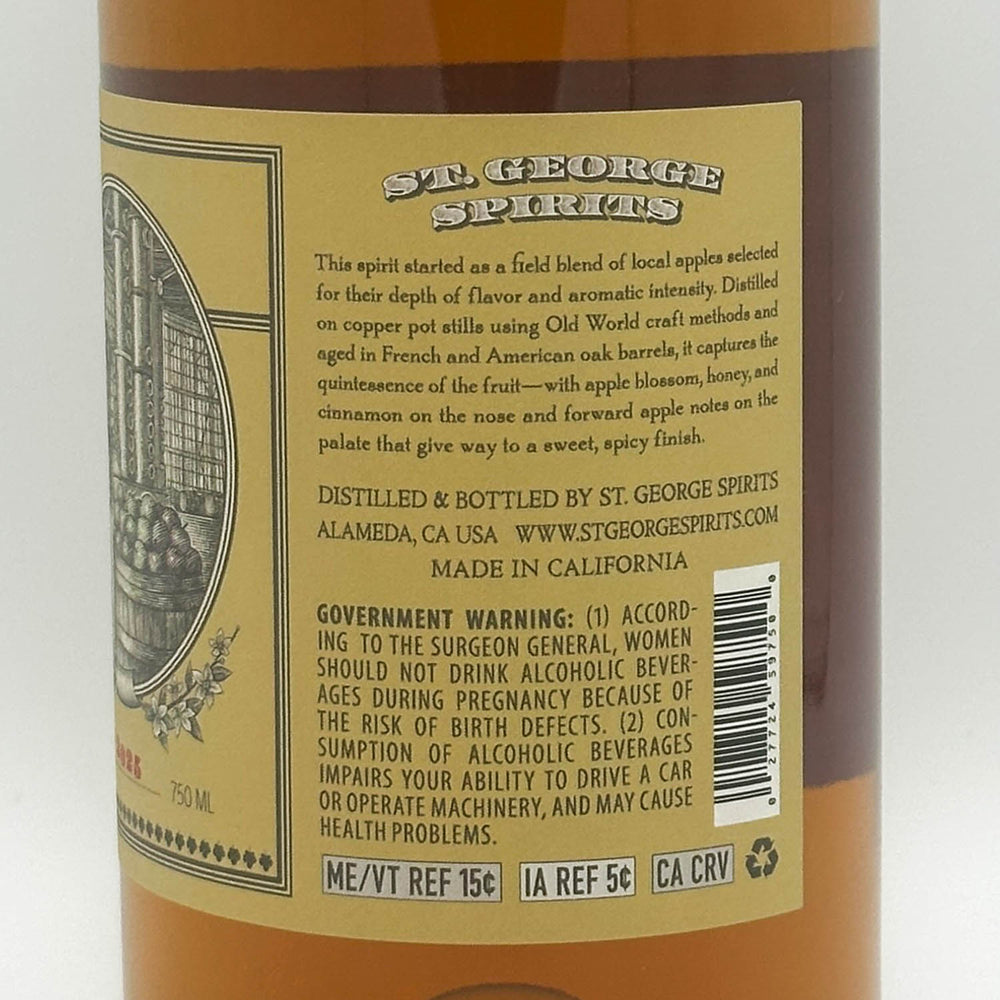 ST. GEORGE
SPIRITS
This spirit started as a field blend of local apples selected
for their depth of flavor and aromatic intensity. Distilled
on copper pot stills using Old World craft methods and
aged in French and American oak barrels, it captures the
quintessence of the fruit—with apple blossom, honey, and
cinnamon on the nose and forward apple notes on the
palate that give way to a sweet, spicy finish.
DISTILLED & BOTTLED BY ST. GEORGE SPIRITS
ALAMEDA, CA USA WWW.STGEORGESPIRITS.COM
MADE IN CALIFORNIA
GOVERNMENT WARNING: (1) ACCORD-
ING TO THE SURGEON GENERAL, WOMEN
SHOULD NOT DRINK ALCOHOLIC BEVER-
AGES DURING PREGNANCY BECAUSE OF
THE RISK OF BIRTH DEFECTS. (2) CON-
SUMPTION OF ALCOHOLIC BEVERAGES
IMPAIRS YOUR ABILITY TO DRIVE A CAR
OR OPERATE MACHINERY, AND MAY CAUSE
HEALTH PROBLEMS.
0 27724 59750 0
ME/VT REF 15¢ IA REF 5¢ CA CRV
750 ML